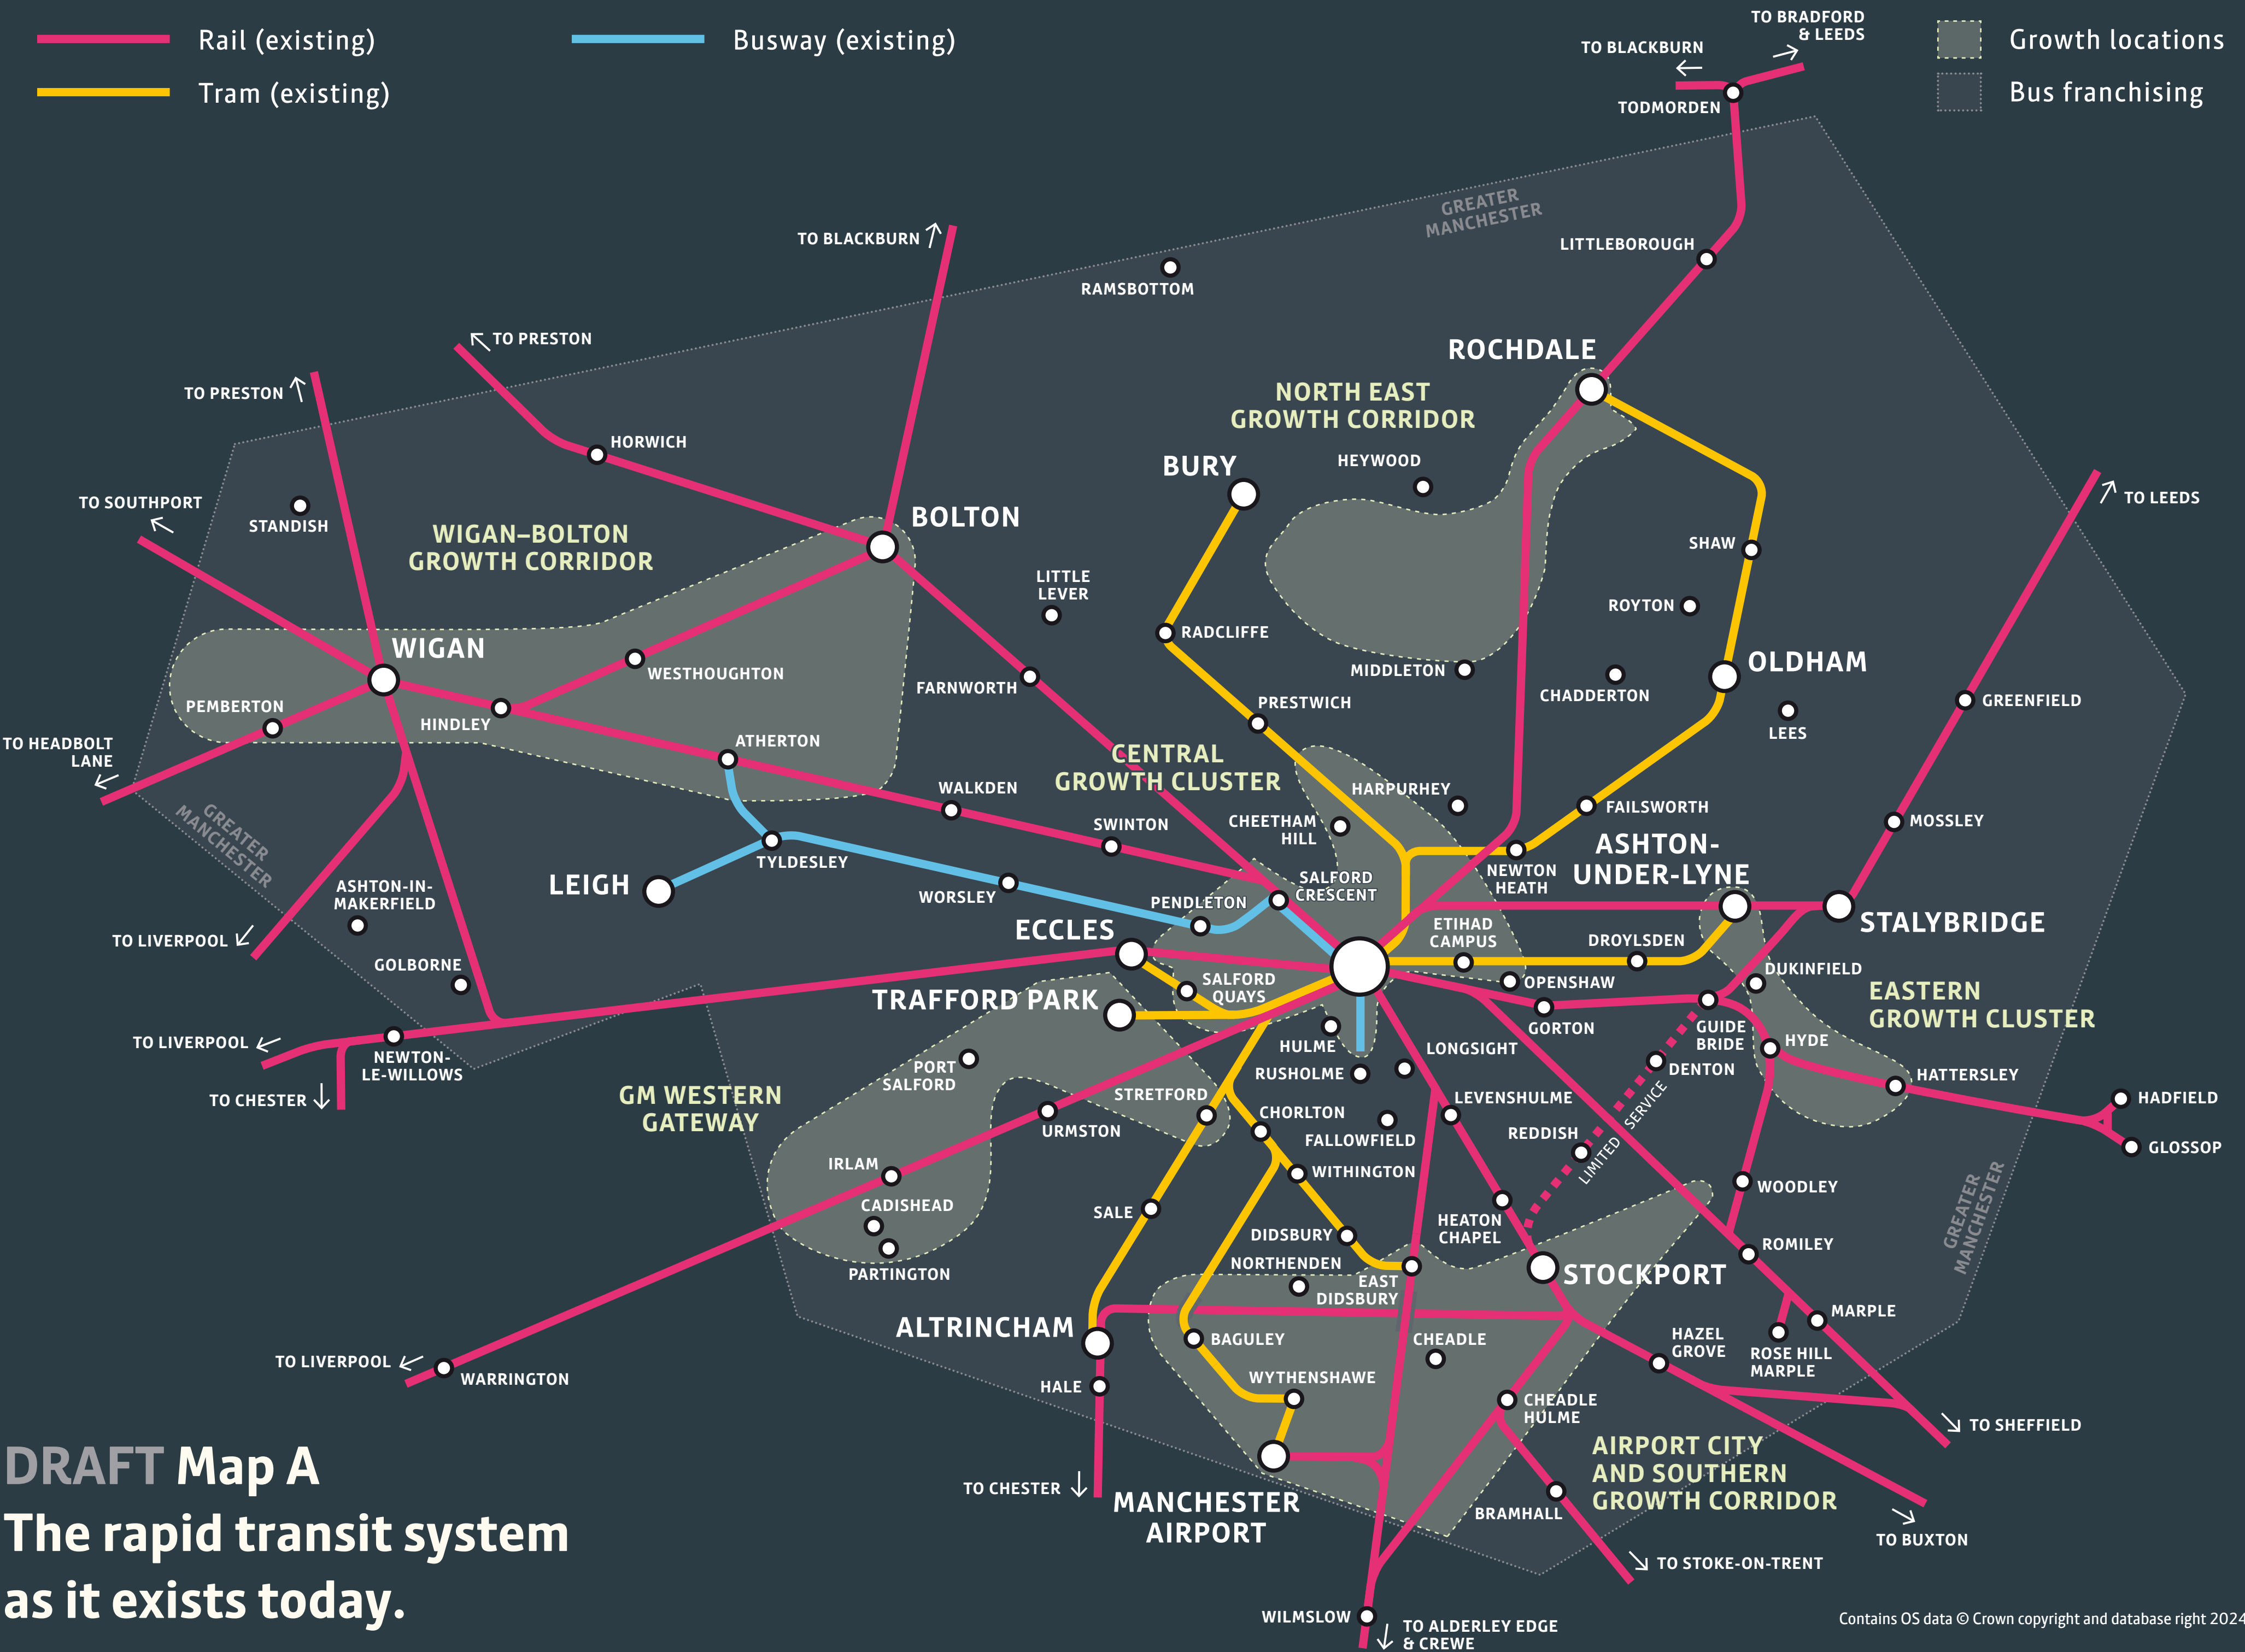 Rail (existing)
Tram (existing)
Busway (existing)
Growth locations
Bus franchising
TO BRADFORD
& LEEDS
TO BLACKBURN
TODMORDEN
GREATER
MANCHESTER
LITTLEBOROUGH
TO BLACKBURN
RAMSBOTTOM
TO PRESTON
ROCHDALE
TO PRESTON
NORTH EAST
GROWTH CORRIDOR
HORWICH
HEYWOOD
BURY
TO SOUTHPORT
TO LEEDS
STANDISH
BOLTON
WIGAN–BOLTON
GROWTH CORRIDOR
SHAW
LITTLE
LEVER
ROYTON
RADCLIFFE
WIGAN
OLDHAM
WESTHOUGHTON
MIDDLETON
FARNWORTH
CHADDERTON
GREENFIELD
PEMBERTON
PRESTWICH
HINDLEY
LEES
TO HEADBOLT
LANE
ATHERTON
CENTRAL
GROWTH CLUSTER
WALKDEN
HARPURHEY
FAILSWORTH
GREATER
MANCHESTER
SWINTON
CHEETHAM
HILL
MOSSLEY
ASHTON-
UNDER-LYNE
TYLDESLEY
NEWTON
HEATH
LEIGH
ASHTON-IN-
MAKERFIELD
WORSLEY
PENDLETON
SALFORD
CRESCENT
STALYBRIDGE
TO LIVERPOOL
ECCLES
ETIHAD
CAMPUS
DROYLSDEN
GOLBORNE
DUKINFIELD
SALFORD
QUAYS
OPENSHAW
TRAFFORD PARK
EASTERN
GROWTH CLUSTER
GORTON
GUIDE
BRIDGE
TO LIVERPOOL
NEWTON-
LE-WILLOWS
HULME
LONGSIGHT
HYDE
PORT
SALFORD
RUSHOLME
DENTON
HATTERSLEY
TO CHESTER
GM WESTERN
GATEWAY
STRETFORD
LEVENSHULME
HADFIELD
CHORLTON
URMSTON
FALLOWFIELD
REDDISH
LIMITED SERVICE
GLOSSOP
IRLAM
WITHINGTON
WOODLEY
GREATER
MANCHESTER
CADISHEAD
SALE
HEATON
CHAPEL
DIDSBURY
ROMILEY
PARTINGTON
NORTHENDEN
EAST
DIDSBURY
STOCKPORT
MARPLE
ALTRINCHAM
BAGULEY
CHEADLE
HAZEL
GROVE
ROSE HILL
MARPLE
TO LIVERPOOL
WARRINGTON
HALE
WYTHENSHAWE
CHEADLE
HULME
TO SHEFFIELD
AIRPORT CITY
AND SOUTHERN
GROWTH CORRIDOR
TO CHESTER
MANCHESTER
AIRPORT
BRAMHALL
TO BUXTON
TO STOKE-ON-TRENT
WILMSLOW
TO ALDERLEY EDGE
& CREWE
DRAFT Map A
The rapid transit system
as it exists today.
Contains OS data © Crown copyright and database right 2024